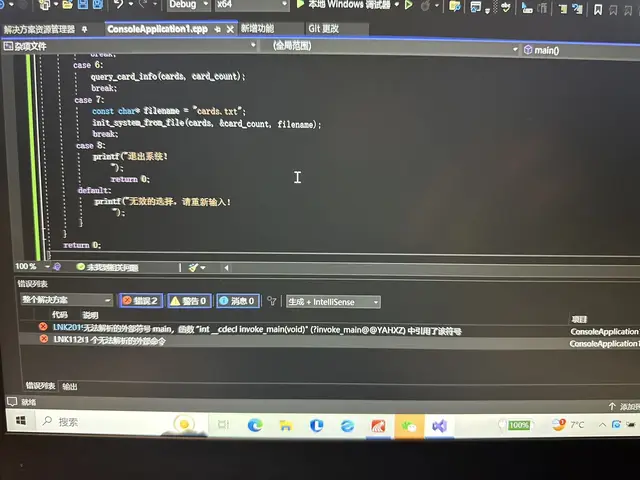 Debug
x64
本地 Windows 调试器
解决方案资源管理器
ConsoleApplication1.cpp
新增功能
Git 更改
杂项文件
(全局范围)
main()
break;
case 6:
query_card_info(cards, card_count);
break;
case 7:
const char* filename = "cards.txt";
init_system_from_file(cards, &card_count, filename);
break;
case 8:
printf("退出系统!
");
return 0;
default:
printf("无效的选择, 请重新输入!
");
}
}
return 0;
}
100 %
未找到相关问题
错误列表
整个解决方案
错误 2
警告 0
消息 0
生成 + IntelliSense
代码
说明
项目
LNK201 无法解析的外部符号 main, 函数 "int __cdecl invoke_main(void)" (?invoke_main@@YAHXZ) 中引用了该符号
ConsoleApplication1
LNK112 1 个无法解析的外部命令
ConsoleApplication1
错误列表
输出
就绪
搜索
100%
7°C